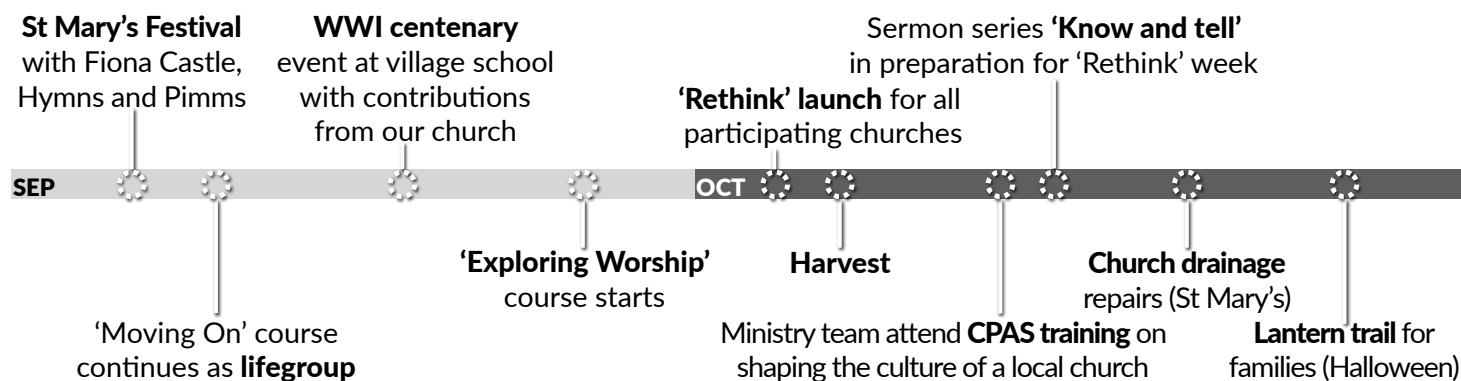 St Mary’s Festival
with Fiona Castle,
Hymns and Pimms
WWI centenary
event at village school
with contributions
from our church
‘Rethink’ launch for all
participating churches
Sermon series ‘Know and tell’
in preparation for ‘Rethink’ week
SEP
OCT
‘Moving On’ course
continues as lifegroup
‘Exploring Worship’
course starts
Harvest
Ministry team attend CPAS training on
shaping the culture of a local church
Church drainage
repairs (St Mary’s)
Lantern trail for
families (Halloween)